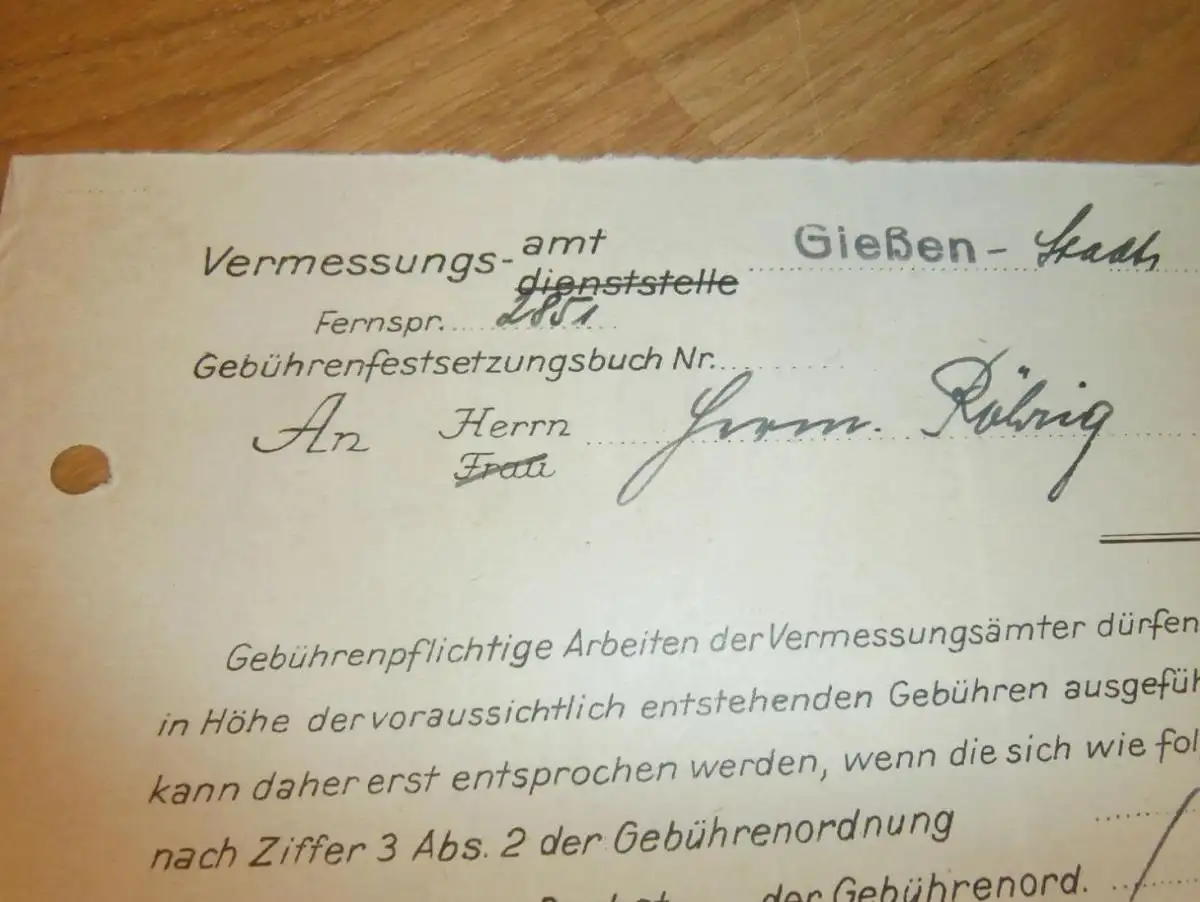 Vermessungs-amt Gießen - Stadt
dienststelle
Fernspr. 2851
Gebührenfestsetzungsbuch Nr.
An Herrn Herm. Röhrig
Frau
Gebührenpflichtige Arbeiten der Vermessungsämter dürfen
in Höhe der voraussichtlich entstehenden Gebühren ausgefüh
kann daher erst entsprochen werden, wenn die sich wie fol
nach Ziffer 3 Abs. 2 der Gebührenordnung
der Gebührenord.